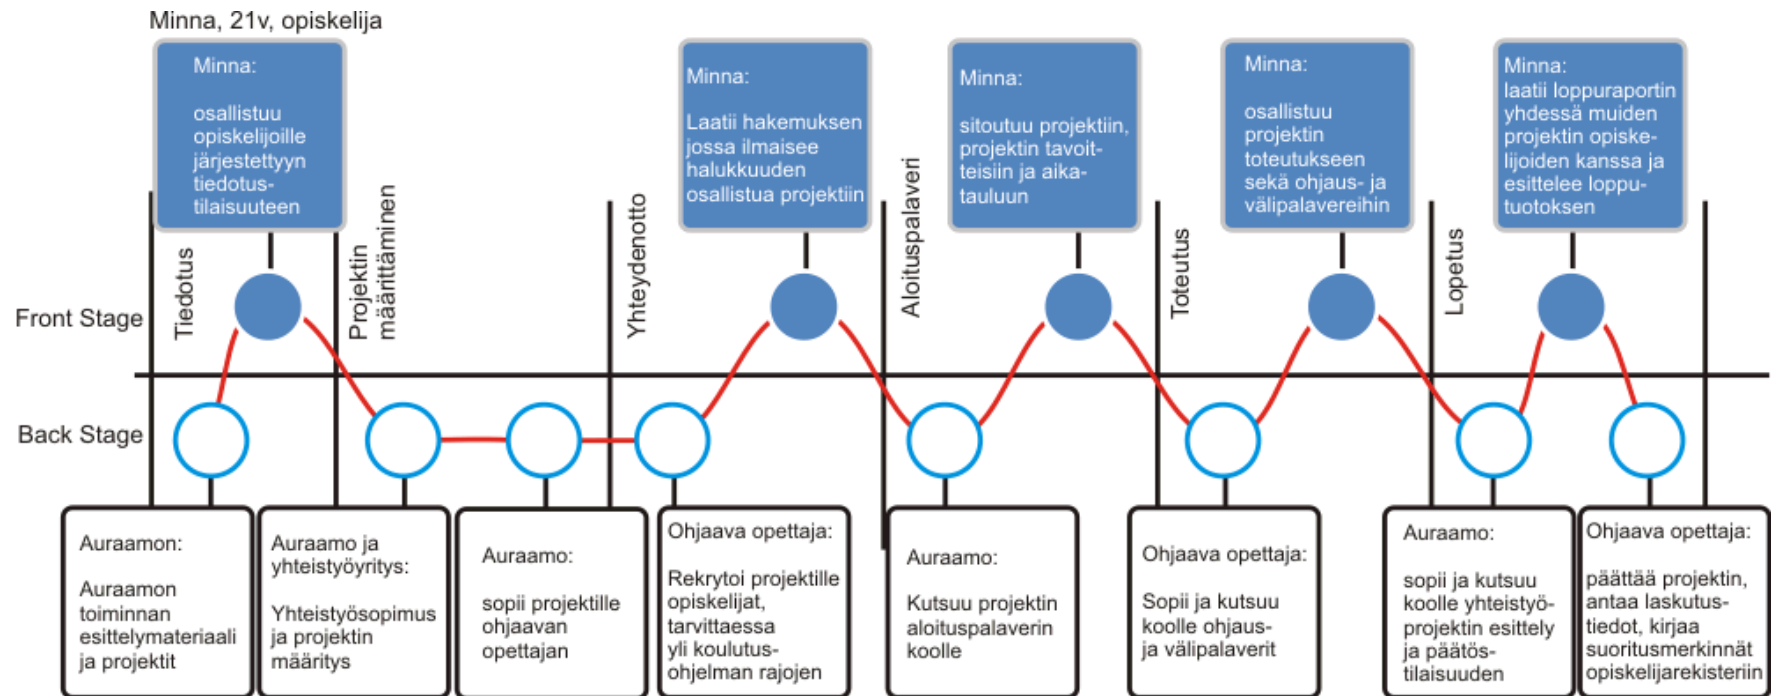 Minna, 21v, opiskelija
Minna:
osallistuu
opiskelijoille
järjestettyyn
tiedotus-
tilaisuuteen
Minna:
Laatii hakemuksen
jossa ilmaisee
halukkuuden
osallistua projektiin
Minna:
sitoutuu projektiin,
projektin tavoit-
teisiin ja aika-
tauluun
Minna:
osallistuu
projektin
toteutukseen
sekä ohjaus- ja
välipalavereihin
Minna:
laatii loppuraportin
yhdessä muiden
projektin opiske-
lijoiden kanssa ja
esittelee loppu-
tuotoksen
Tiedotus
Projektin
määrittäminen
Yhteydenotto
Aloituspalaveri
Toteutus
Lopetus
Front Stage
Back Stage
Auraamon:
Auraamon
toiminnan
esittelymateriaali
ja projektit
Auraamo ja
yhteistyöyritys:
Yhteistyösopimus
ja projektin
määritys
Auraamo:
sopii projektille
ohjaavan
opettajan
Ohjaava opettaja:
Rekrytoi projektille
opiskelijat,
tarvittaessa
yli koulutus-
ohjelman rajojen
Auraamo:
Kutsuu projektin
aloituspalaverin
koolle
Ohjaava opettaja:
Sopii ja kutsuu
koolle ohjaus-
ja välipalaverit
Auraamo:
sopii ja kutsuu
koolle yhteistyö-
projektin esittely
ja päätös-
tilaisuuden
Ohjaava opettaja:
päättää projektin,
antaa laskutus-
tiedot, kirjaa
suoritusmerkinnät
opiskelijarekisteriin